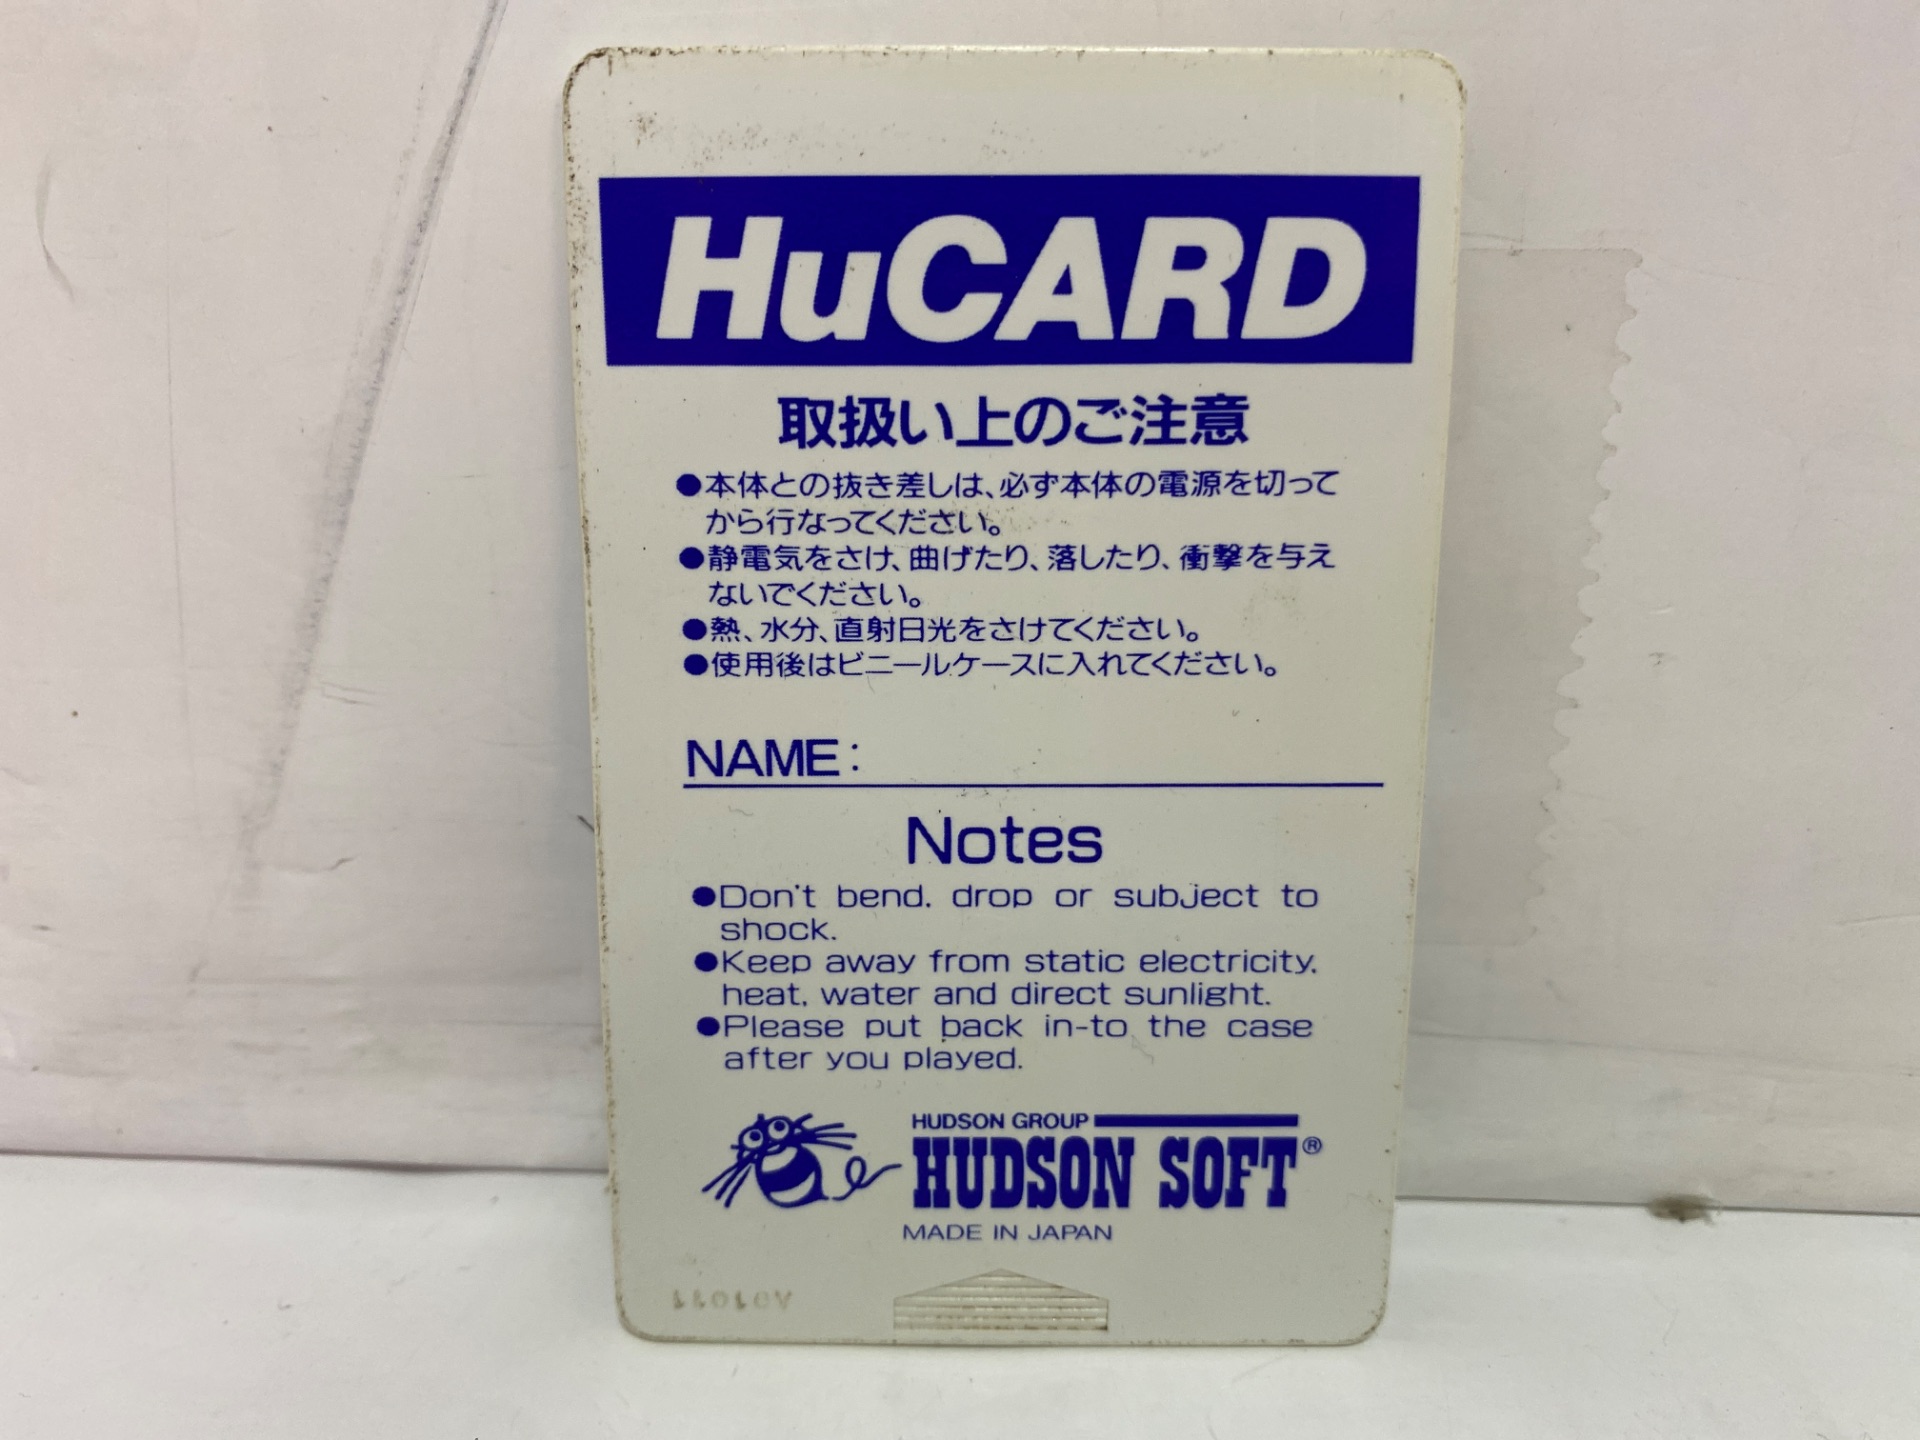 HuCARD
取扱い上のご注意
●本体との抜き差しは、必ず本体の電源を切って
から行なってください。
●静電気をさけ、曲げたり、落したり、衝撃を与え
ないでください。
●熱、水分、直射日光をさけてください。
●使用後はビニールケースに入れてください。
NAME:
Notes
●Don't bend, drop or subject to
shock.
●Keep away from static electricity,
heat, water and direct sunlight.
●Please put back in-to the case
after you played.
HUDSON GROUP
HUDSON SOFT®
MADE IN JAPAN